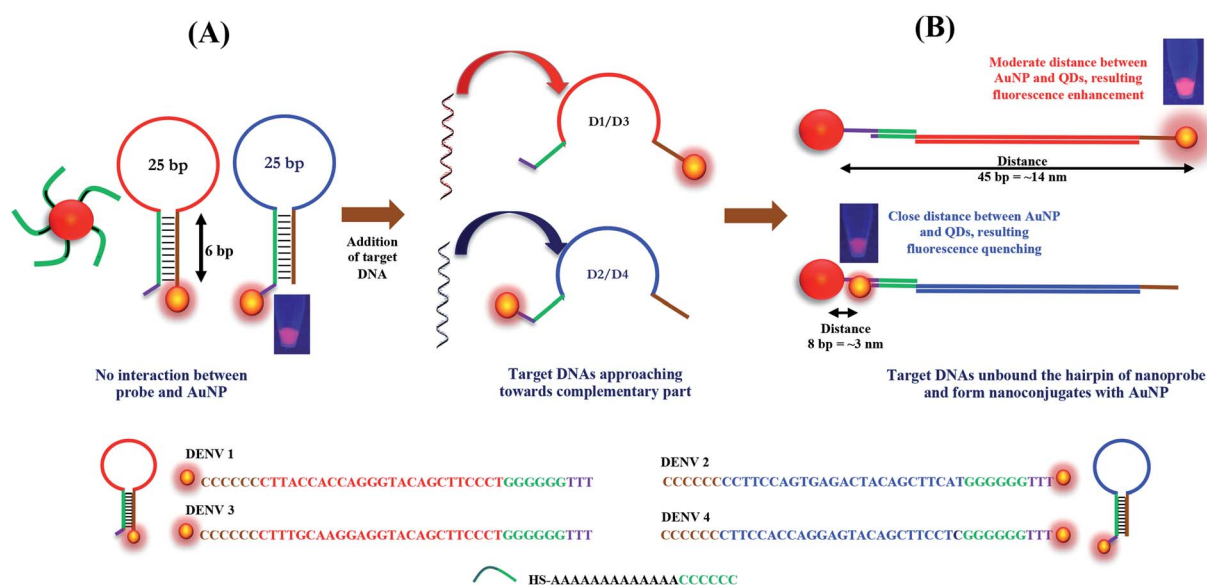 (A)
25 bp
25 bp
6 bp
No interaction between
probe and AuNP
Addition
of target
DNA
D1/D3
D2/D4
Target DNAs approaching
towards complementary part
(B)
Moderate distance between
AuNP and QDs, resulting
fluorescence enhancement
Distance
45 bp = ~14 nm
Close distance between AuNP
and QDs, resulting
fluorescence quenching
Distance
8 bp = ~3 nm
Target DNAs unbound the hairpin of nanoprobe
and form nanoconjugates with AuNP
DENV 1
CCCCCCCTTACCACCAGGGTACAGCTTCCCTGGGGGGTTT
DENV 3
CCCCCCCTTTGCAAGGAGGTACAGCTTCCCTGGGGGGTTT
DENV 2
CCCCCCCCTTCCAGTGAGACTACAGCTTCATGGGGGGTTT
DENV 4
CCCCCCCTTCCACCAGGAGTACAGCTTCCTCGGGGGGTTT
HS-AAAAAAAAAAAAACCCCCC